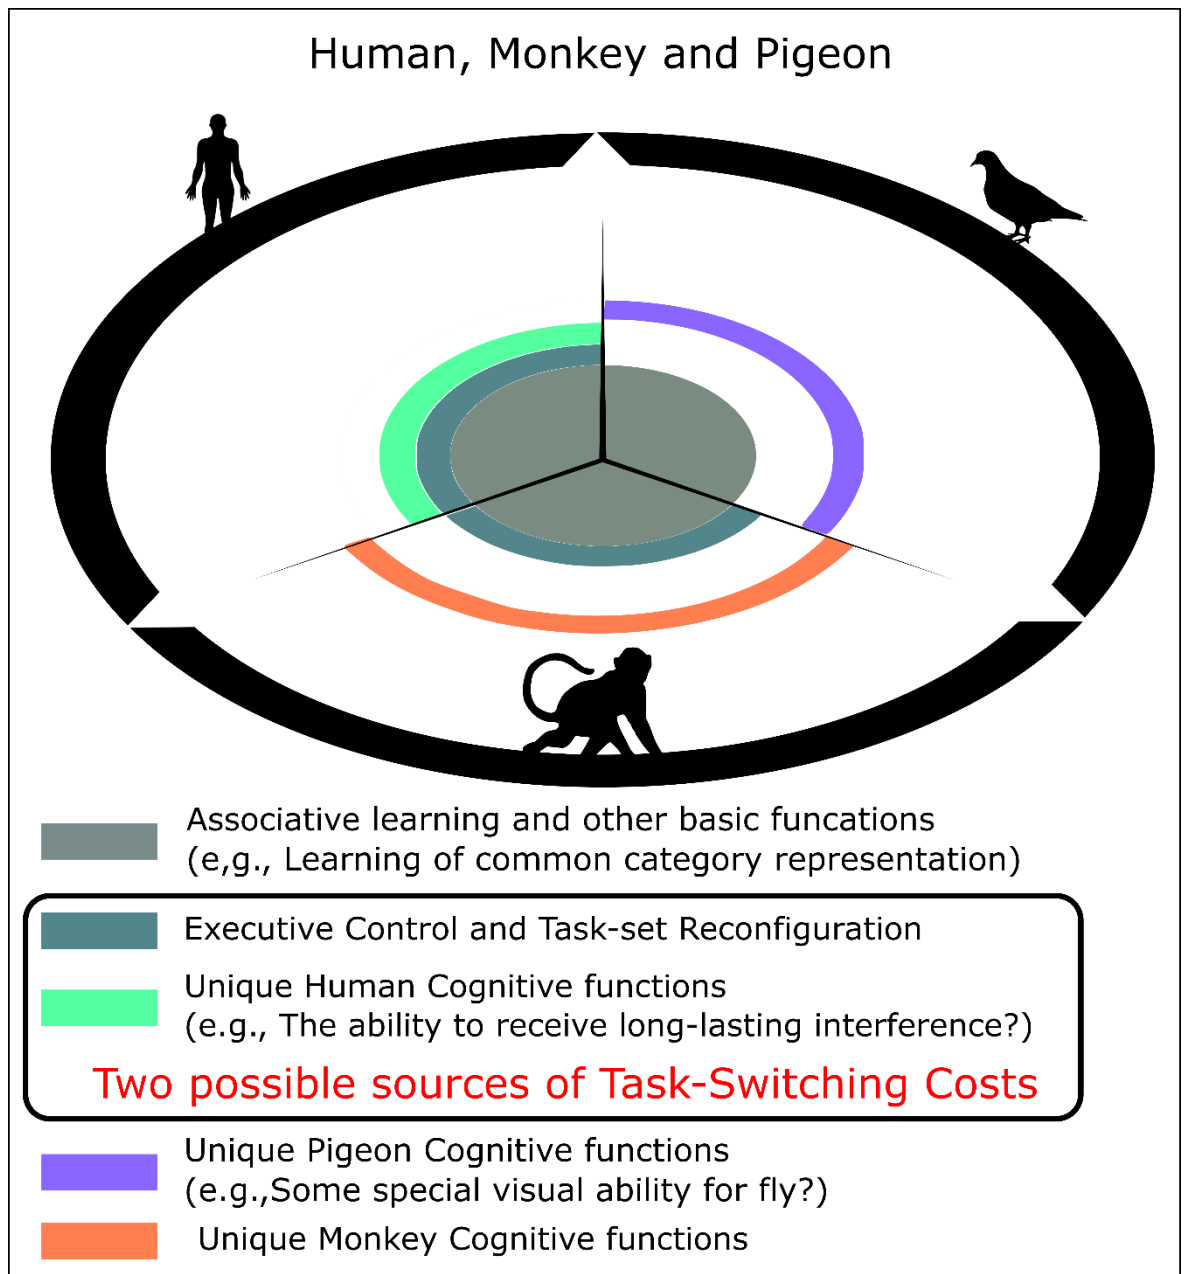 Human, Monkey and Pigeon
Associative learning and other basic funcations
(e,g., Learning of common category representation)
Executive Control and Task-set Reconfiguration
Unique Human Cognitive functions
(e.g., The ability to receive long-lasting interference?)
Two possible sources of Task-Switching Costs
Unique Pigeon Cognitive functions
(e.g.,Some special visual ability for fly?)
Unique Monkey Cognitive functions